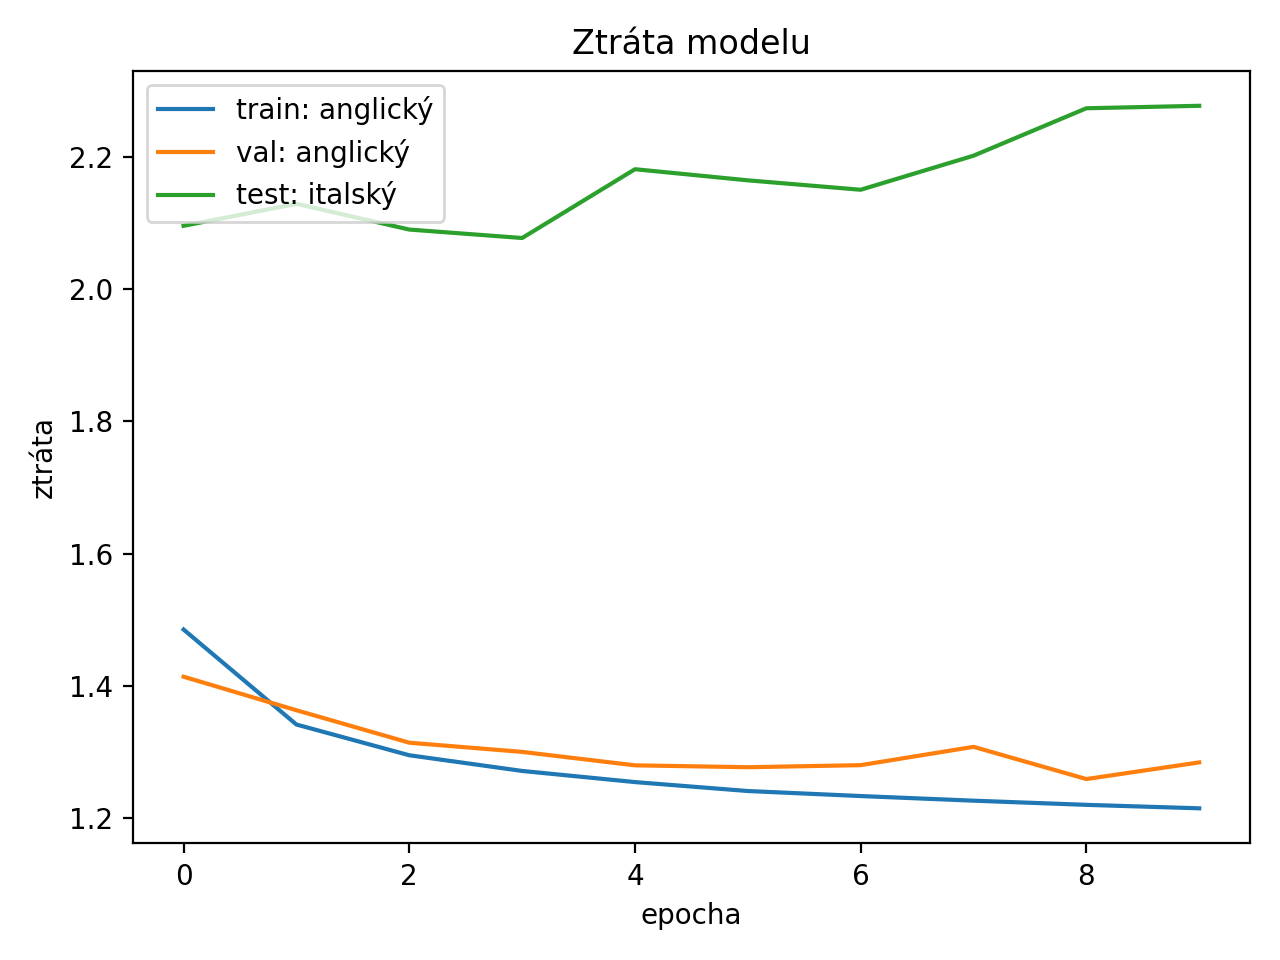 Ztráta modelu
train: anglický
val: anglický
test: italský
2.2
2.0
1.8
1.6
1.4
1.2
ztráta
0 2 4 6 8
epocha